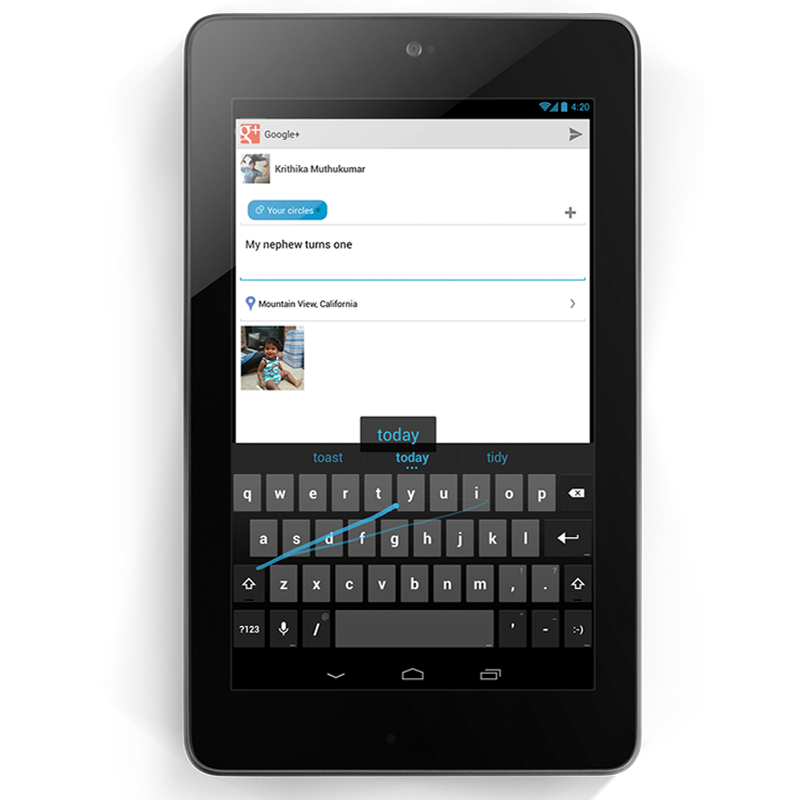 4:20
g+ Google+
Krithika Muthukumar
Your circles
My nephew turns one
Mountain View, California
today
toast today tidy
q w e r t y u i o p
a s d f g h j k l
z x c v b n m , ! . ?
?123 / @ ' - :-)